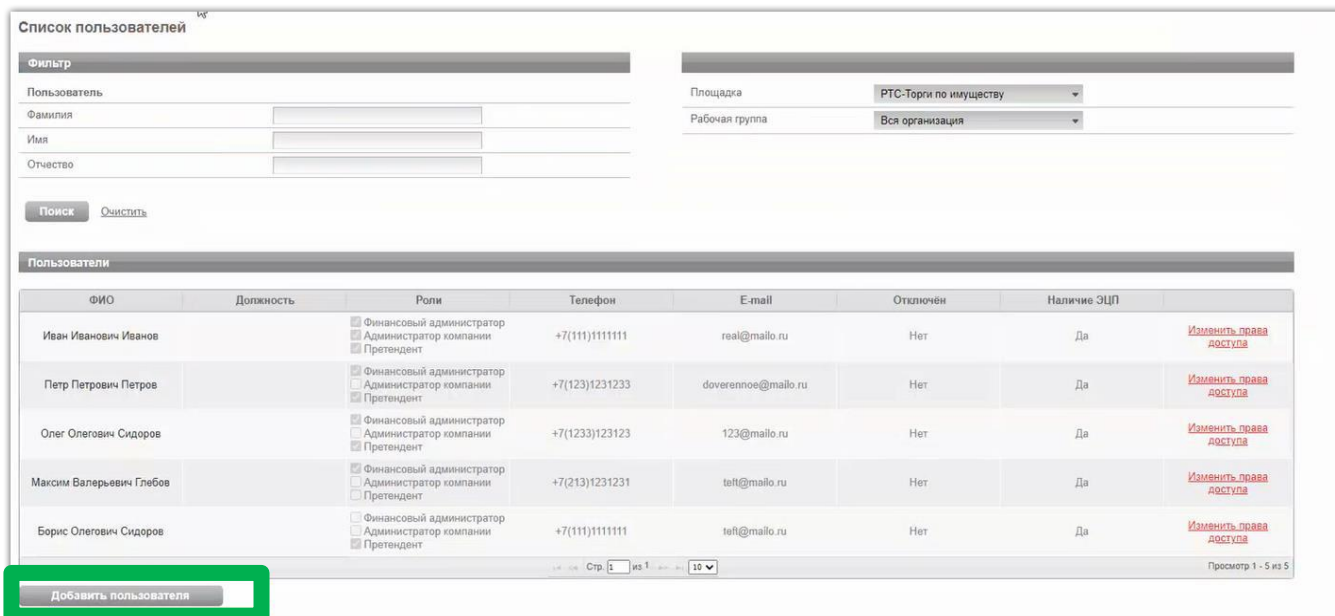 Список пользователей
Фильтр
Пользователь
Фамилия
Имя
Отчество
Площадка РТС-Торги по имуществу
Рабочая группа Вся организация
Поиск Очистить
Пользователи
ФИО Должность Роли Телефон E-mail Отключён Наличие ЭЦП
Финансовый администратор
Иван Иванович Иванов Администратор компании +7(111)1111111 real@mailo.ru Нет Да Изменить права доступа
Претендент
Финансовый администратор
Петр Петрович Петров Администратор компании +7(123)1231233 doverennoe@mailo.ru Нет Да Изменить права доступа
Претендент
Финансовый администратор
Олег Олегович Сидоров Администратор компании +7(1233)123123 123@mailo.ru Нет Да Изменить права доступа
Претендент
Финансовый администратор
Максим Валерьевич Глебов Администратор компании +7(213)1231231 teft@mailo.ru Нет Да Изменить права доступа
Претендент
Финансовый администратор
Борис Олегович Сидоров Администратор компании +7(111)1111111 teft@mailo.ru Нет Да Изменить права доступа
Претендент
Стр. 1 из 1 10 Просмотр 1 - 5 из 5
Добавить пользователя